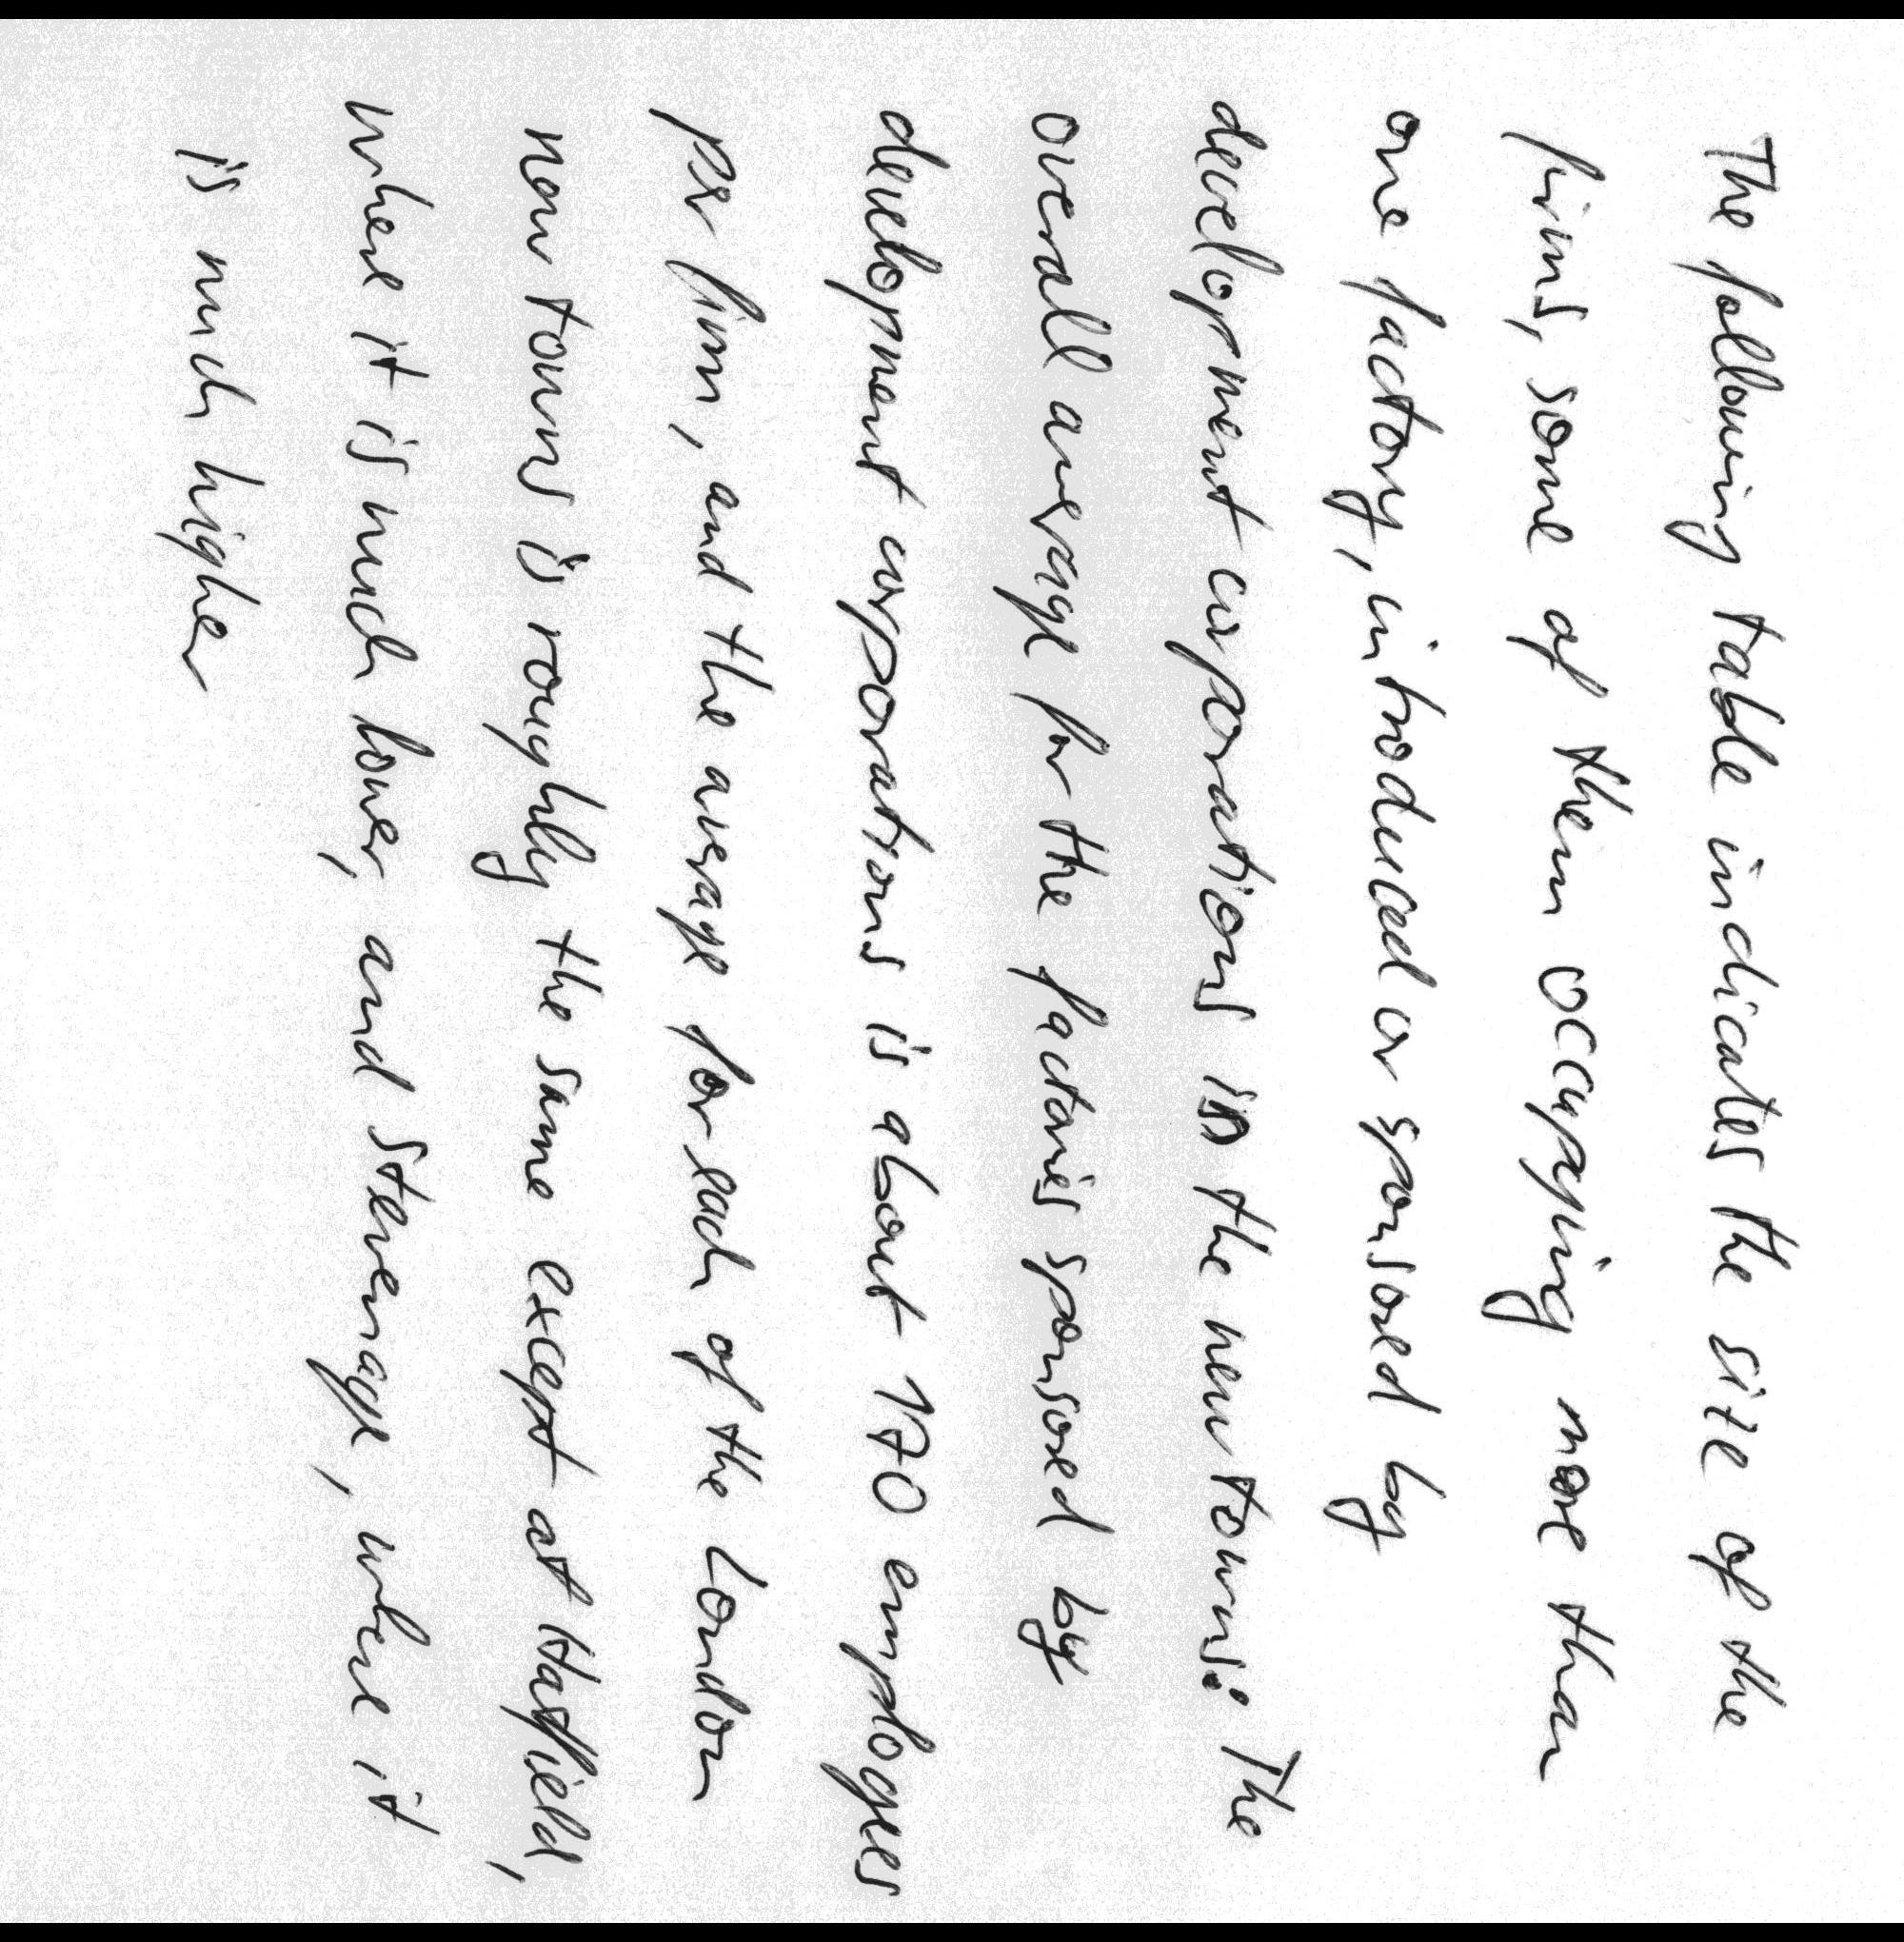 The following table indicates the size of the
firms, some of them occupying more than
one factory, introduced or sponsored by
development corporations in the new towns: The
overall average for the factories sponsored by
development corporations is about 170 employees
per firm, and the average for each of the London
new towns is roughly the same except at Hatfield,
where it is much lower, and Stevenage, where it
is much higher